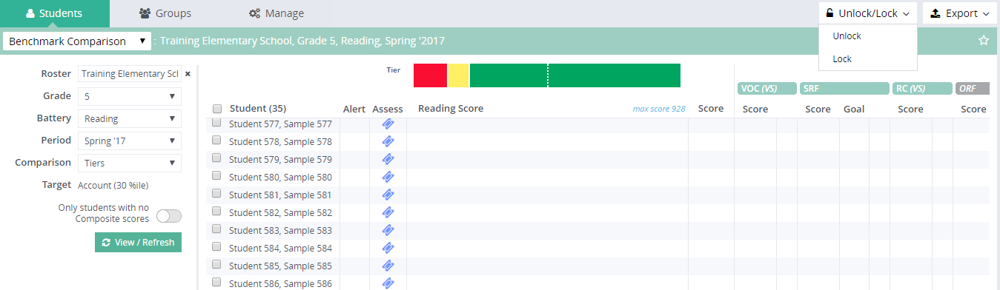 Students Groups Manage Unlock/Lock Export
Unlock
Lock
Benchmark Comparison : Training Elementary School, Grade 5, Reading, Spring '2017
Roster Training Elementary Scl
Grade 5
Battery Reading
Period Spring '17
Comparison Tiers
Target Account (30 %ile)
Only students with no
Composite scores
View / Refresh
Tier
VOC (VS) SRF RC (VS) ORF
Student (35) Alert Assess Reading Score max score 928 Score Score Score Goal Score Score
Student 577, Sample 577
Student 578, Sample 578
Student 579, Sample 579
Student 580, Sample 580
Student 581, Sample 581
Student 582, Sample 582
Student 583, Sample 583
Student 584, Sample 584
Student 585, Sample 585
Student 586, Sample 586